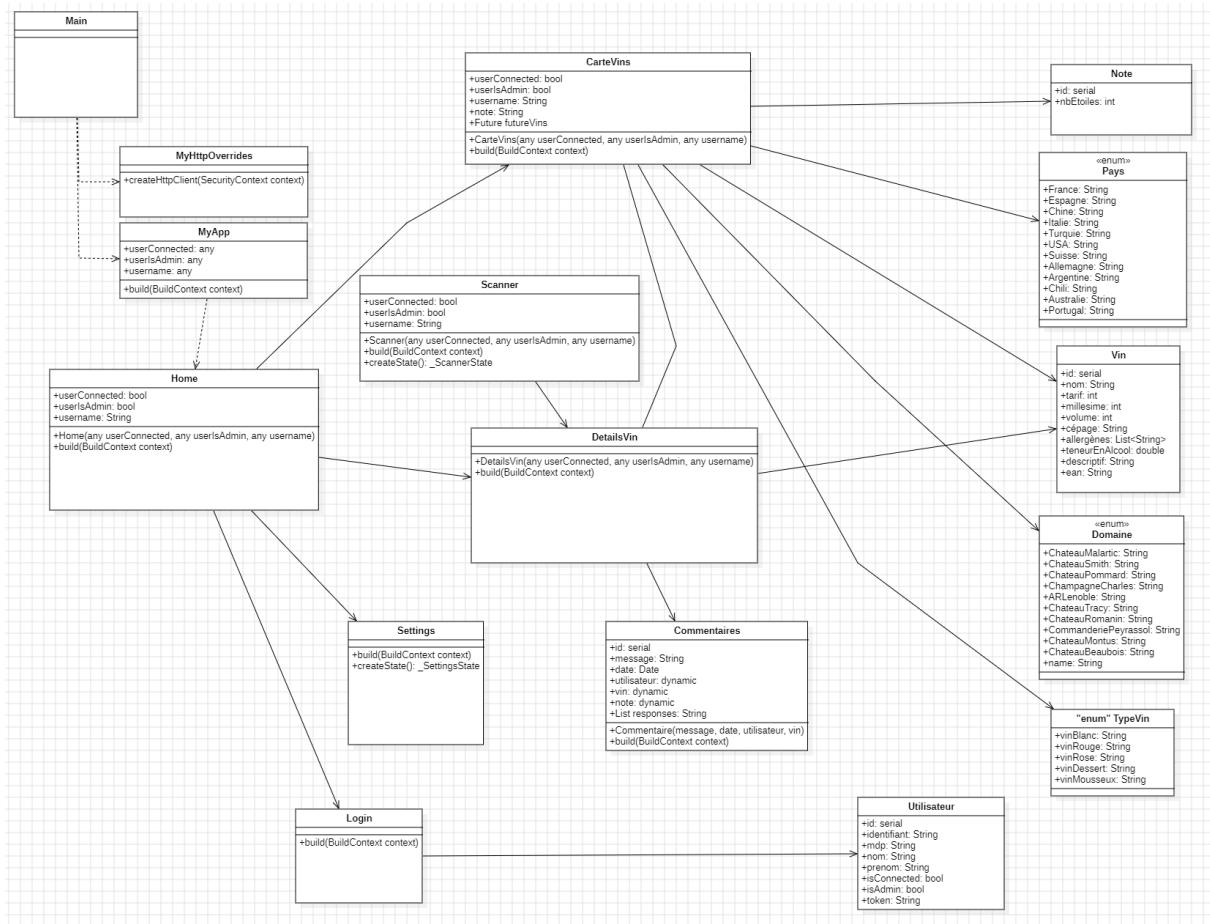 Main
MyHttpOverrides
+createHttpClient(SecurityContext context)
MyApp
+userConnected: any
+userIsAdmin: any
+username: any
+build(BuildContext context)
CarteVins
+userConnected: bool
+userIsAdmin: bool
+username: String
+note: String
+Future futureVins
+CarteVins(any userConnected, any userIsAdmin, any username)
+build(BuildContext context)
Note
+id: serial
+nbEtoiles: int
«enum»
Pays
+France: String
+Espagne: String
+Chine: String
+Italie: String
+Turquie: String
+USA: String
+Suisse: String
+Allemagne: String
+Argentine: String
+Chili: String
+Australie: String
+Portugal: String
Scanner
+userConnected: bool
+userIsAdmin: bool
+username: String
+Scanner(any userConnected, any userIsAdmin, any username)
+build(BuildContext context)
+createState(): _ScannerState
Home
+userConnected: bool
+userIsAdmin: bool
+username: String
+Home(any userConnected, any userIsAdmin, any username)
+build(BuildContext context)
DetailsVin
+DetailsVin(any userConnected, any userIsAdmin, any username)
+build(BuildContext context)
Vin
+id: serial
+nom: String
+tarif: int
+millesime: int
+volume: int
+cépage: String
+allergènes: List<String>
+teneurEnAlcool: double
+descriptif: String
+ean: String
«enum»
Domaine
+ChateauMalartic: String
+ChateauSmith: String
+ChateauPommard: String
+ChampagneCharles: String
+ARLenoble: String
+ChateauTracy: String
+ChateauRomanin: String
+CommanderiePeyrassol: String
+ChateauMontus: String
+ChateauBeaubois: String
+name: String
Settings
+build(BuildContext context)
+createState(): _SettingsState
Commentaires
+id: serial
+message: String
+date: Date
+utilisateur: dynamic
+vin: dynamic
+note: dynamic
+List responses: String
+Commentaire(message, date, utilisateur, vin)
+build(BuildContext context)
"enum" TypeVin
+vinBlanc: String
+vinRouge: String
+vinRose: String
+vinDessert: String
+vinMousseux: String
Login
+build(BuildContext context)
Utilisateur
+id: serial
+identifiant: String
+mdp: String
+nom: String
+prenom: String
+isConnected: bool
+isAdmin: bool
+token: String